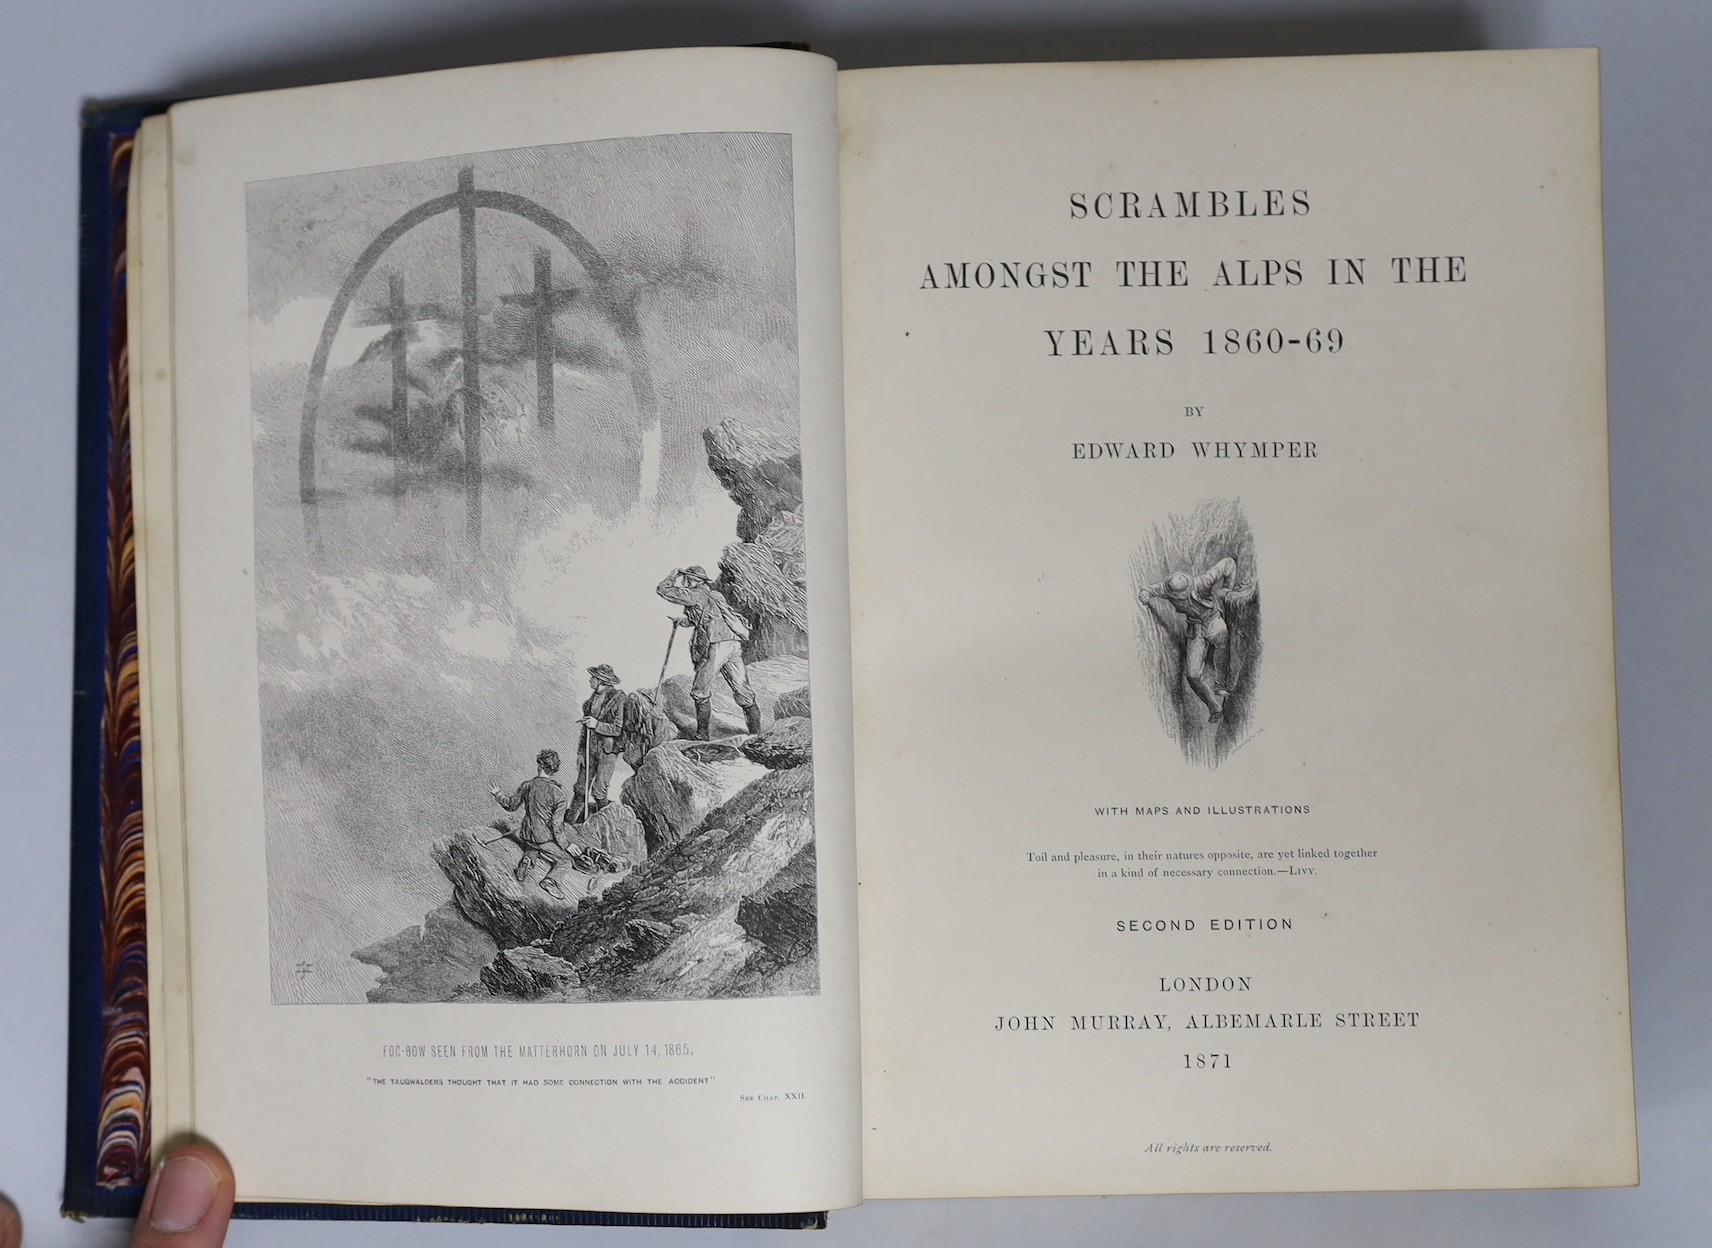 FOG-BOW SEEN FROM THE MATTERHORN ON JULY 14, 1865.
"THE TAUGWALDERS THOUGHT THAT IT HAD SOME CONNECTION WITH THE ACCIDENT"
SEE CHAP. XXII.
SCRAMBLES
AMONGST THE ALPS IN THE
YEARS 1860-69
BY
EDWARD WHYMPER
WITH MAPS AND ILLUSTRATIONS
Toil and pleasure, in their natures opposite, are yet linked together
in a kind of necessary connection.—LIVY.
SECOND EDITION
LONDON
JOHN MURRAY, ALBEMARLE STREET
1871
All rights are reserved.